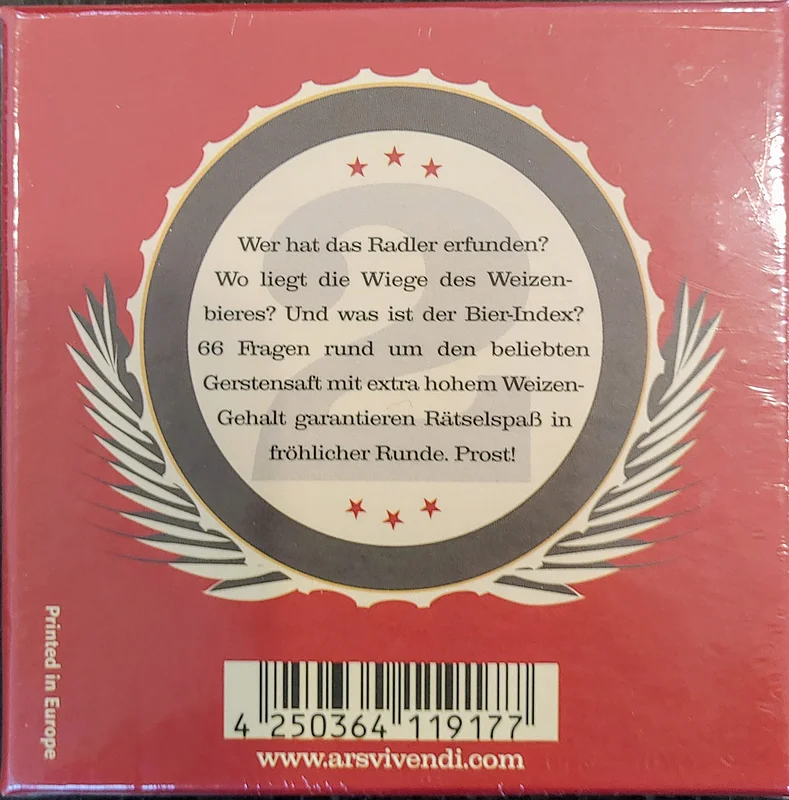 2
Wer hat das Radler erfunden?
Wo liegt die Wiege des Weizen-
bieres? Und was ist der Bier-Index?
66 Fragen rund um den beliebten
Gerstensaft mit extra hohem Weizen-
Gehalt garantieren Rätselspaß in
fröhlicher Runde. Prost!
Printed in Europe
4 250364 119177
www.arsvivendi.com